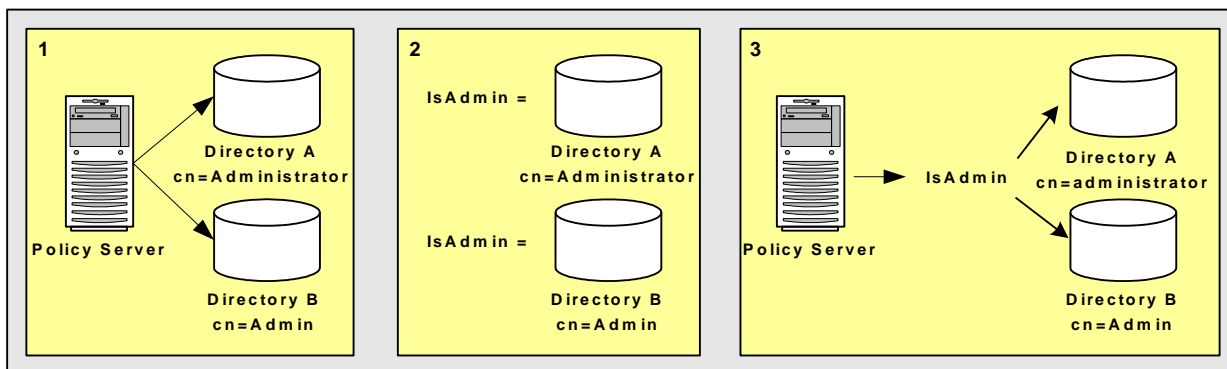 1
Directory A
cn=Administrator
Policy Server
Directory B
cn=Admin
2
IsAdmin =
Directory A
cn=Administrator
IsAdmin =
Directory B
cn=Admin
3
IsAdmin
Directory A
cn=administrator
Policy Server
Directory B
cn=Admin